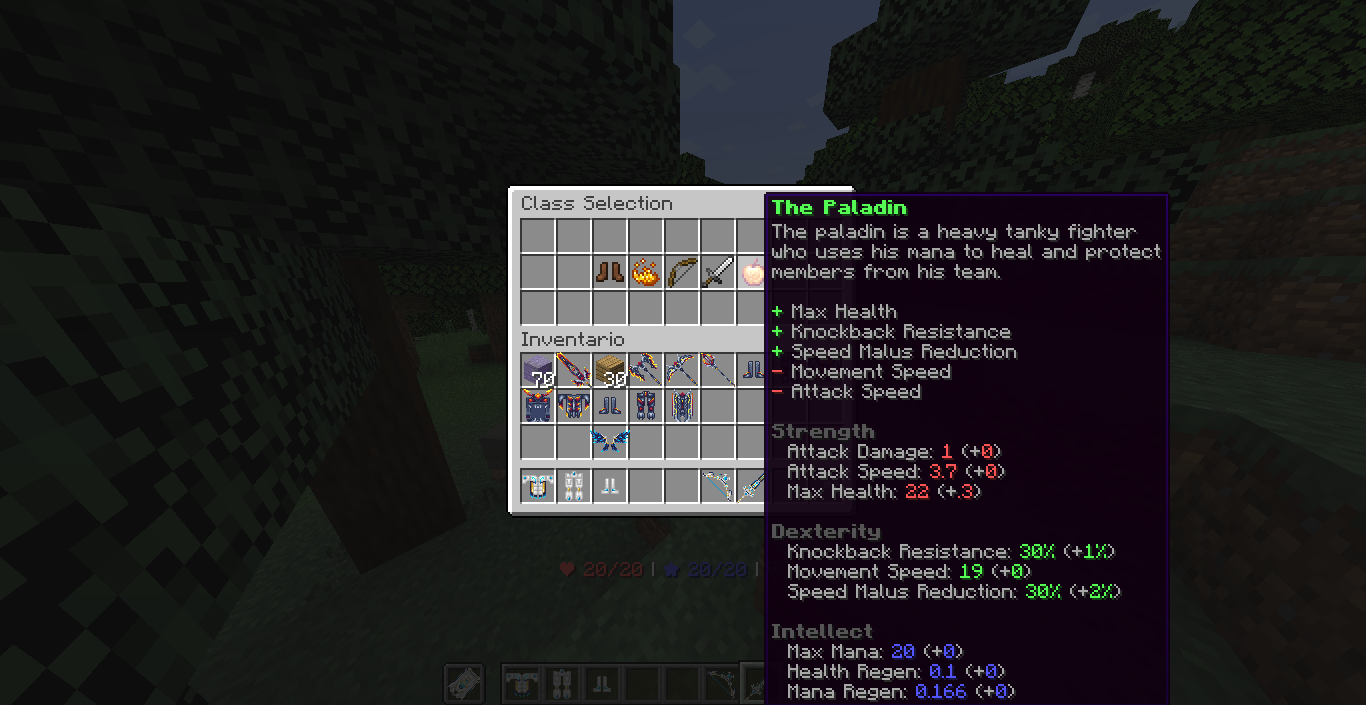 Class Selection
The Paladin
The paladin is a heavy tanky fighter
who uses his mana to heal and protect
members from his team.
+ Max Health
+ Knockback Resistance
+ Speed Malus Reduction
- Movement Speed
- Attack Speed
Strength
Attack Damage: 1 (+0)
Attack Speed: 3.7 (+0)
Max Health: 22 (+.3)
Dexterity
Knockback Resistance: 30% (+1%)
Movement Speed: 19 (+0)
Speed Malus Reduction: 30% (+2%)
Intellect
Max Mana: 20 (+0)
Health Regen: 0.1 (+0)
Mana Regen: 0.166 (+0)
Inventario
70
30
20/20 | 20/20 |